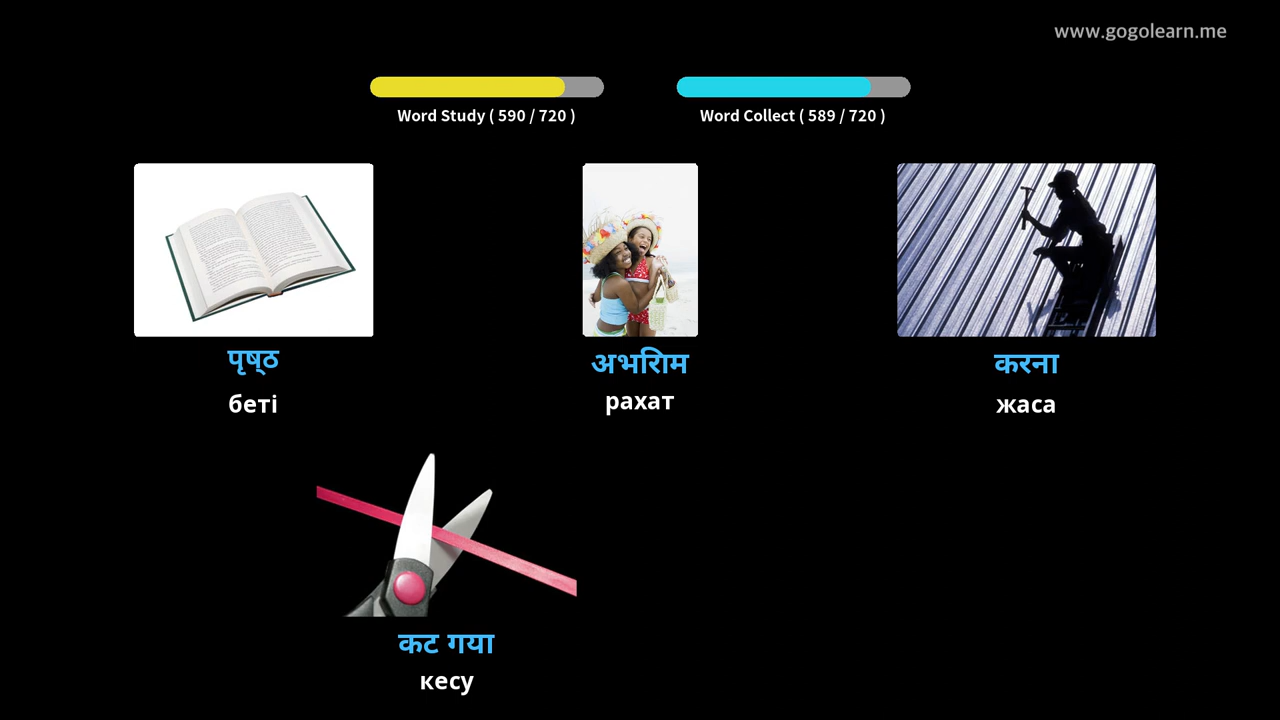 www.gogolearn.me
Word Study ( 590 / 720 )
Word Collect ( 589 / 720 )
पृष्ठ
अभिराम
करना
беті
рахат
жаса
कट गया
кесу